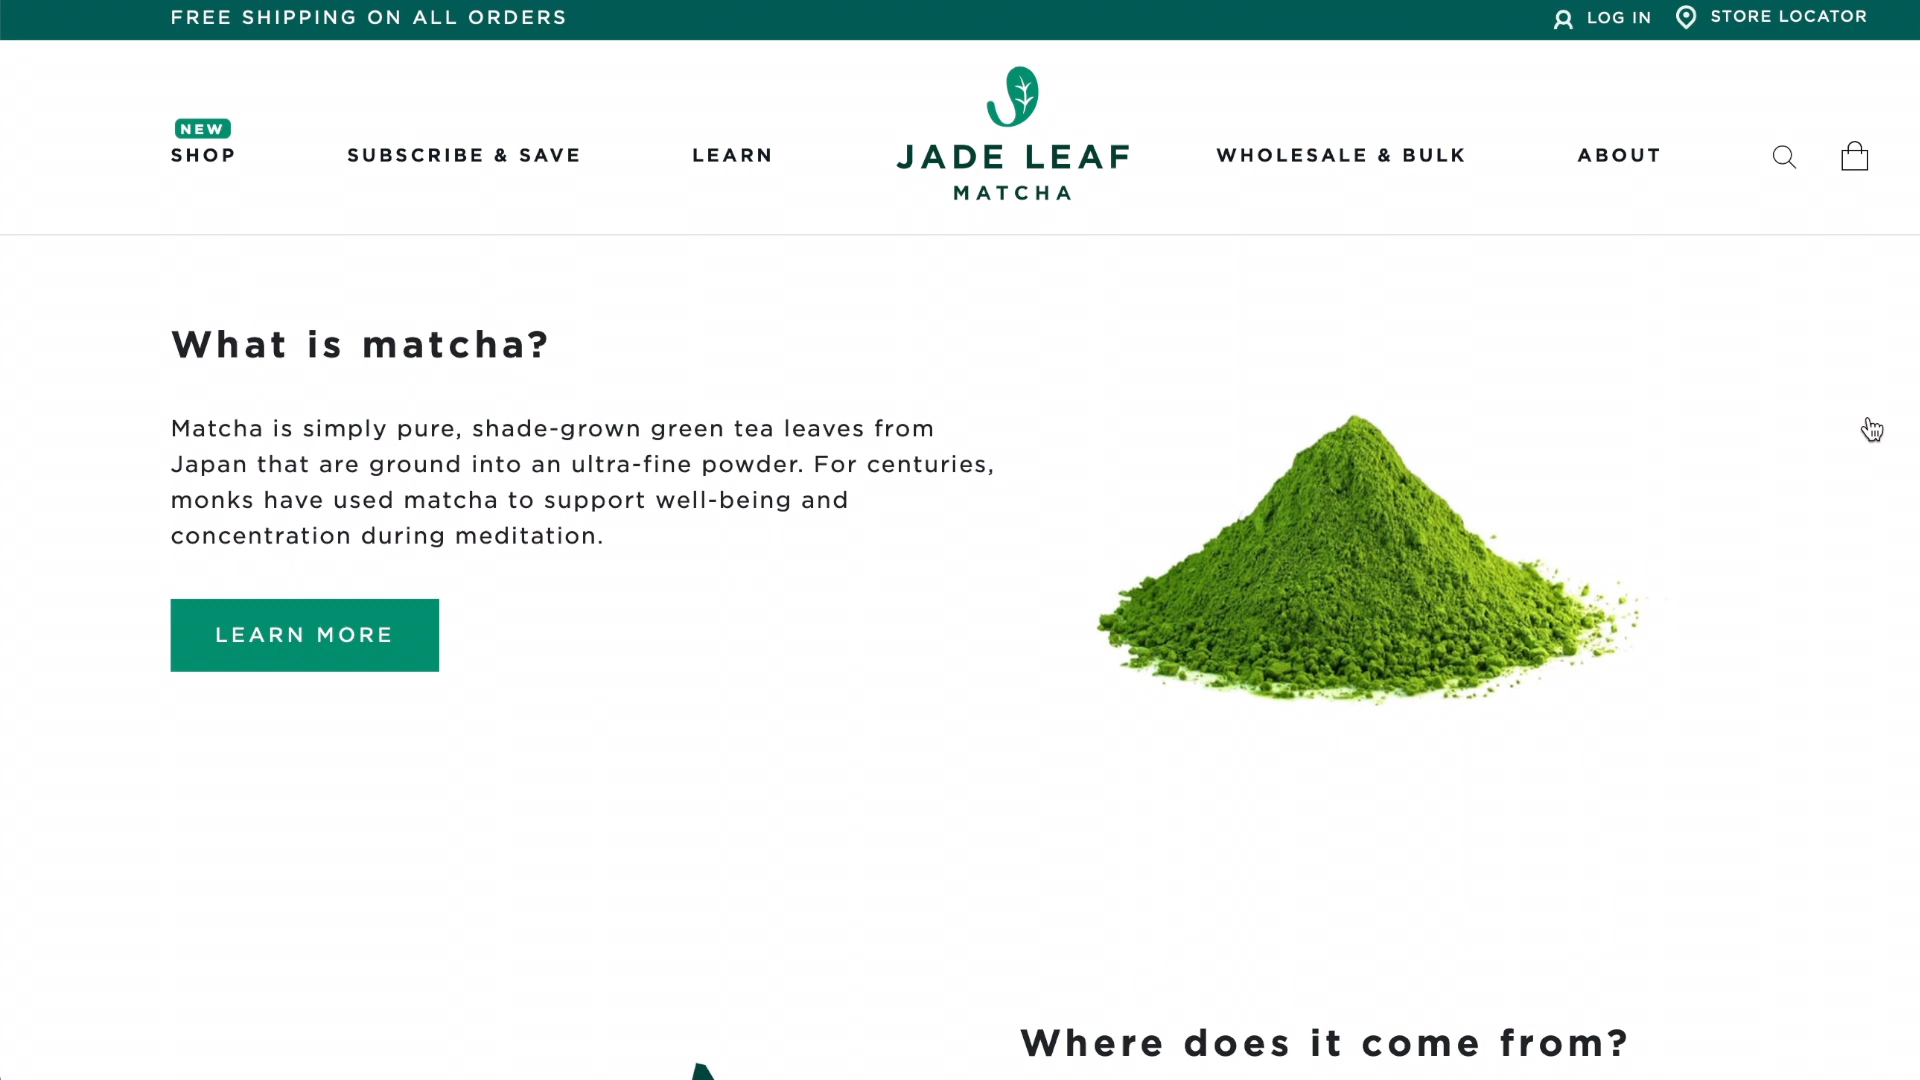 FREE SHIPPING ON ALL ORDERS
LOG IN
STORE LOCATOR
NEW
SHOP
SUBSCRIBE & SAVE
LEARN
JADE LEAF
MATCHA
WHOLESALE & BULK
ABOUT
What is matcha?
Matcha is simply pure, shade-grown green tea leaves from
Japan that are ground into an ultra-fine powder. For centuries,
monks have used matcha to support well-being and
concentration during meditation.
LEARN MORE
Where does it come from?